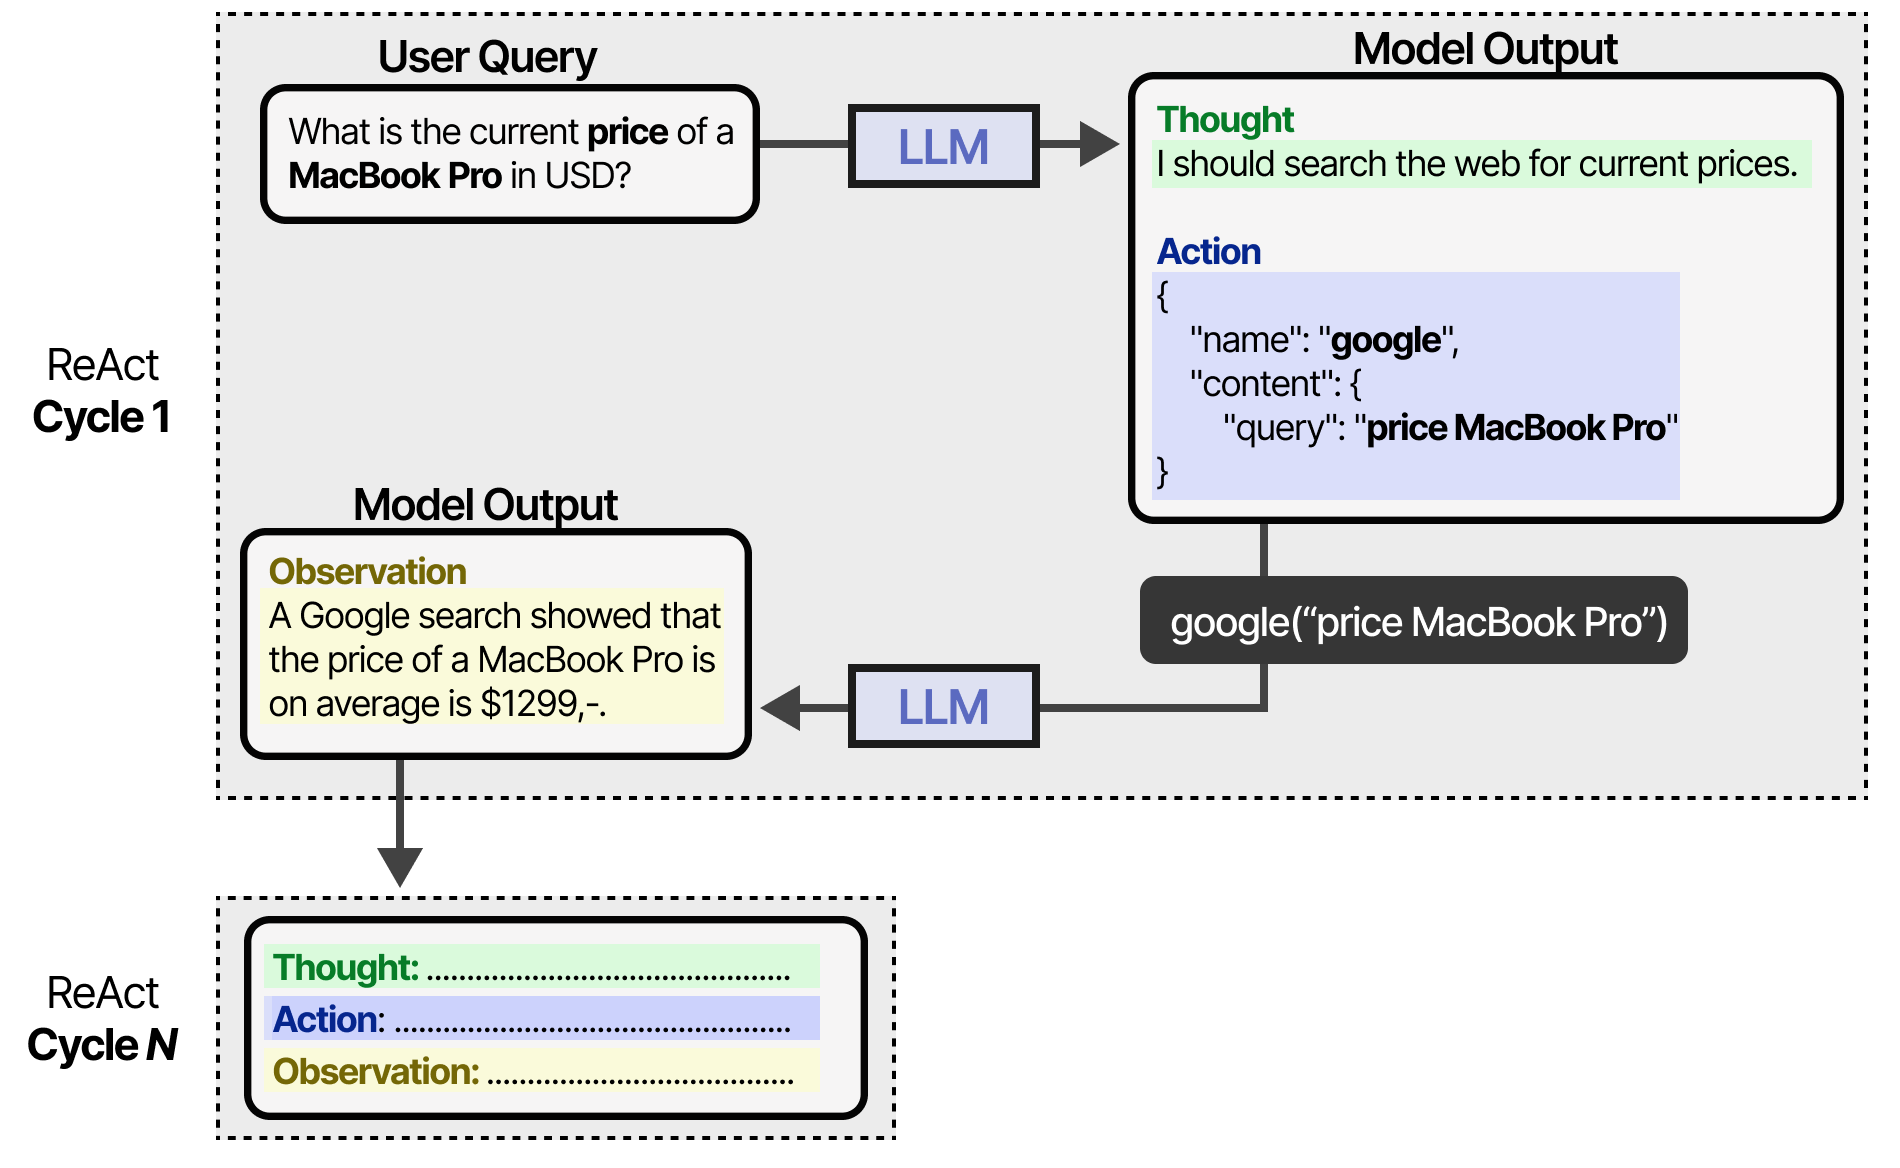 User Query
What is the current price of a
MacBook Pro in USD?
LLM
Model Output
Thought
I should search the web for current prices.
Action
{
"name": "google",
"content": {
"query": "price MacBook Pro"
}
ReAct
Cycle 1
google(“price MacBook Pro”)
LLM
Model Output
Observation
A Google search showed that
the price of a MacBook Pro is
on average is $1299,-.
ReAct
Cycle N
Thought: .............................................
Action: .................................................
Observation: ......................................